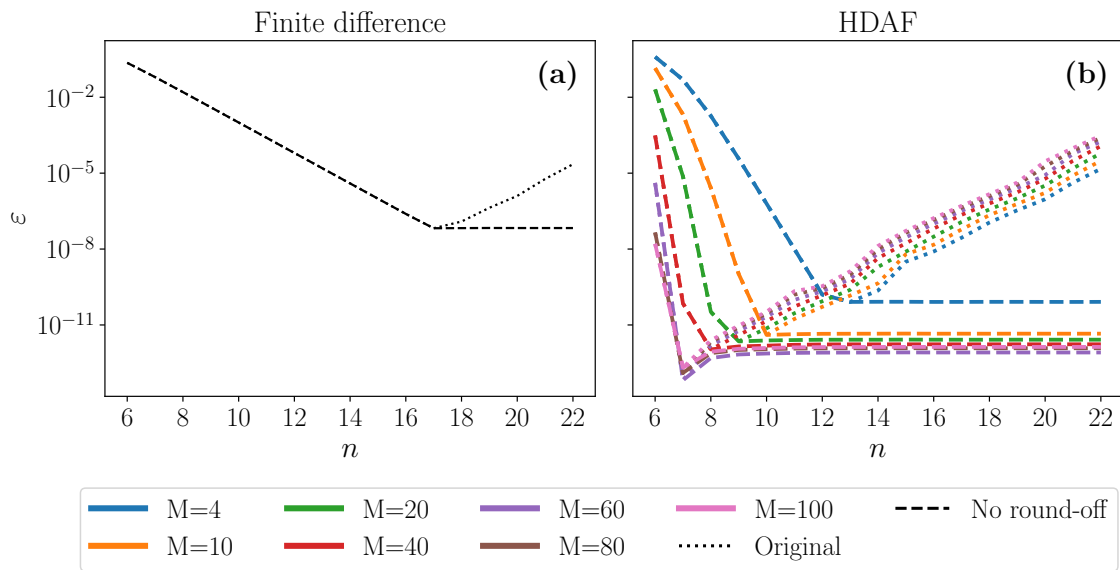 Finite difference
HDAF
(a)
(b)
ε
10⁻²
10⁻⁵
10⁻⁸
10⁻¹¹
6 8 10 12 14 16 18 20 22
6 8 10 12 14 16 18 20 22
n
n
M=4 M=20 M=60 M=100 No round-off
M=10 M=40 M=80 Original